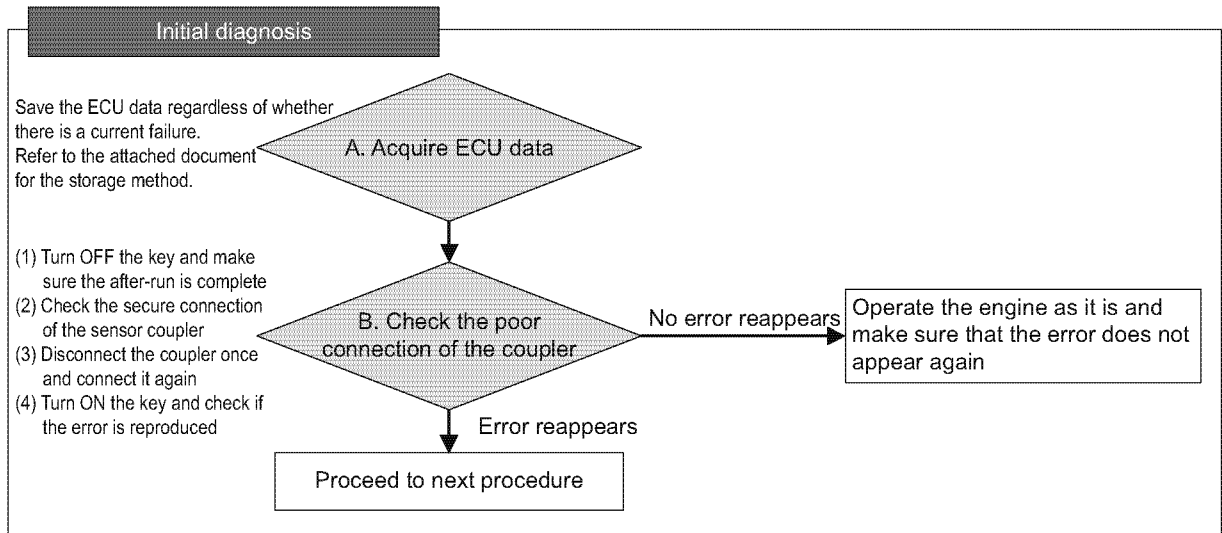 Initial diagnosis
Save the ECU data regardless of whether
there is a current failure.
Refer to the attached document
for the storage method.
A. Acquire ECU data
(1) Turn OFF the key and make
sure the after-run is complete
(2) Check the secure connection
of the sensor coupler
(3) Disconnect the coupler once
and connect it again
(4) Turn ON the key and check if
the error is reproduced
B. Check the poor
connection of the coupler
No error reappears
Operate the engine as it is and
make sure that the error does not
appear again
Error reappears
Proceed to next procedure